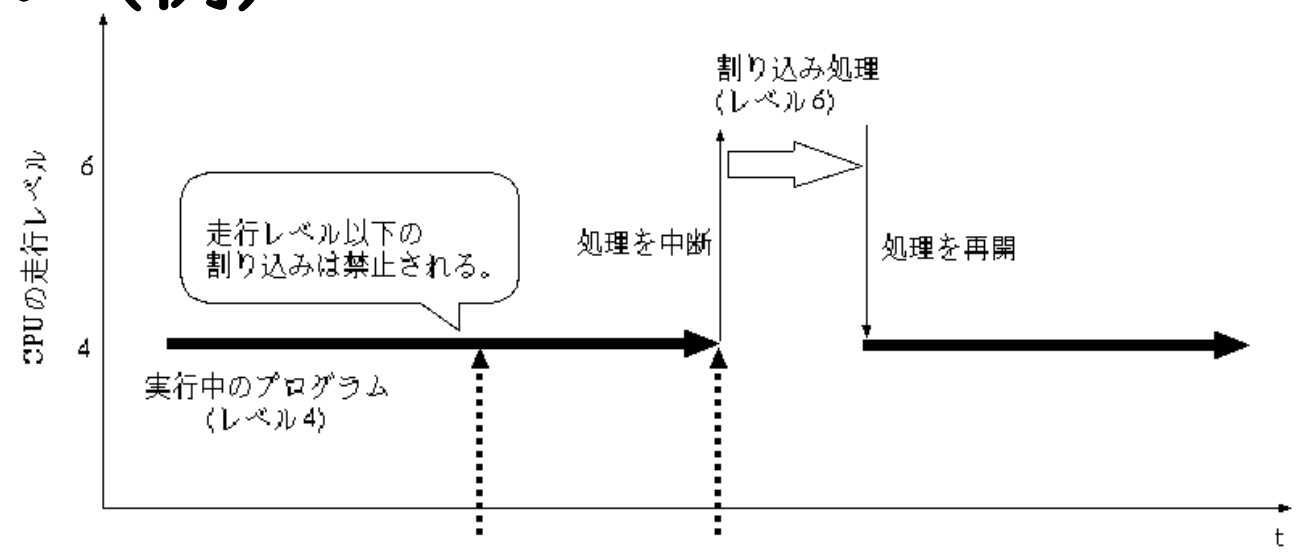 (例)
割り込み処理
(レベル6)
CPUの走行レベル
6
走行レベル以下の
割り込みは禁止される。
処理を中断
処理を再開
4
実行中のプログラム
(レベル4)
t